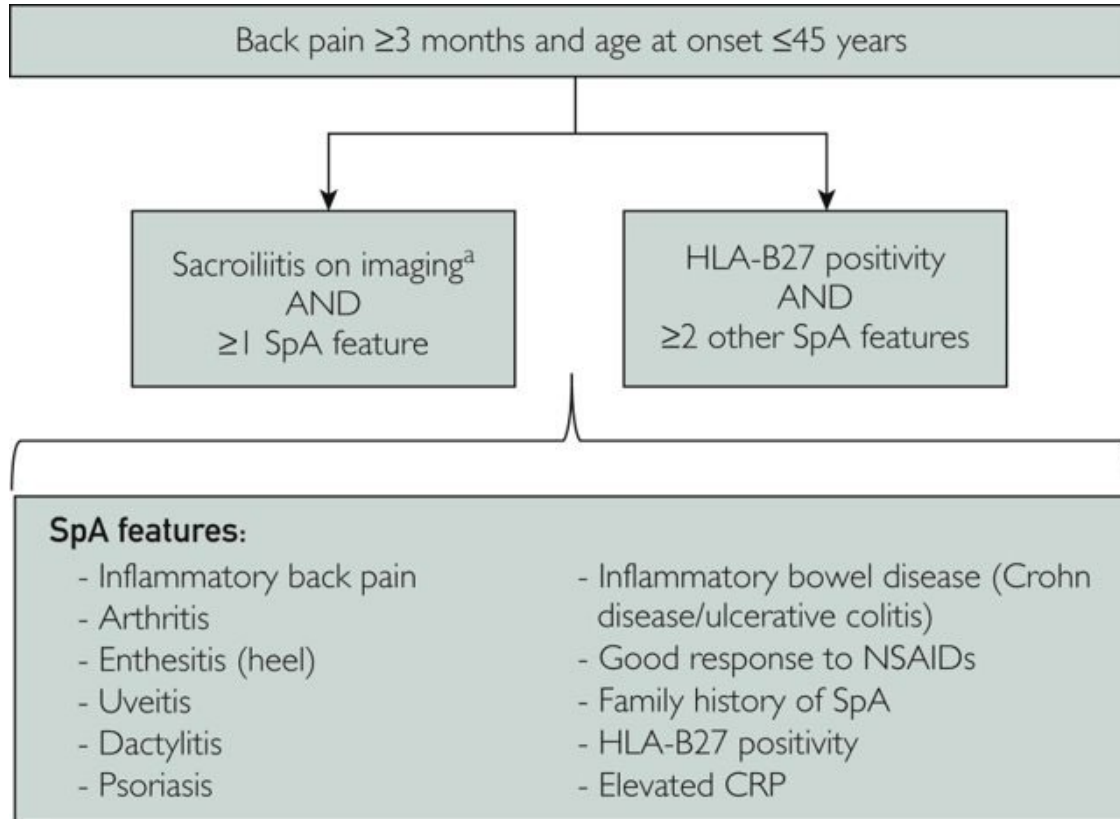 Back pain ≥3 months and age at onset ≤45 years
Sacroiliitis on imagingᵃ
AND
≥1 SpA feature
HLA-B27 positivity
AND
≥2 other SpA features
SpA features:
- Inflammatory back pain
- Arthritis
- Enthesitis (heel)
- Uveitis
- Dactylitis
- Psoriasis
- Inflammatory bowel disease (Crohn
disease/ulcerative colitis)
- Good response to NSAIDs
- Family history of SpA
- HLA-B27 positivity
- Elevated CRP